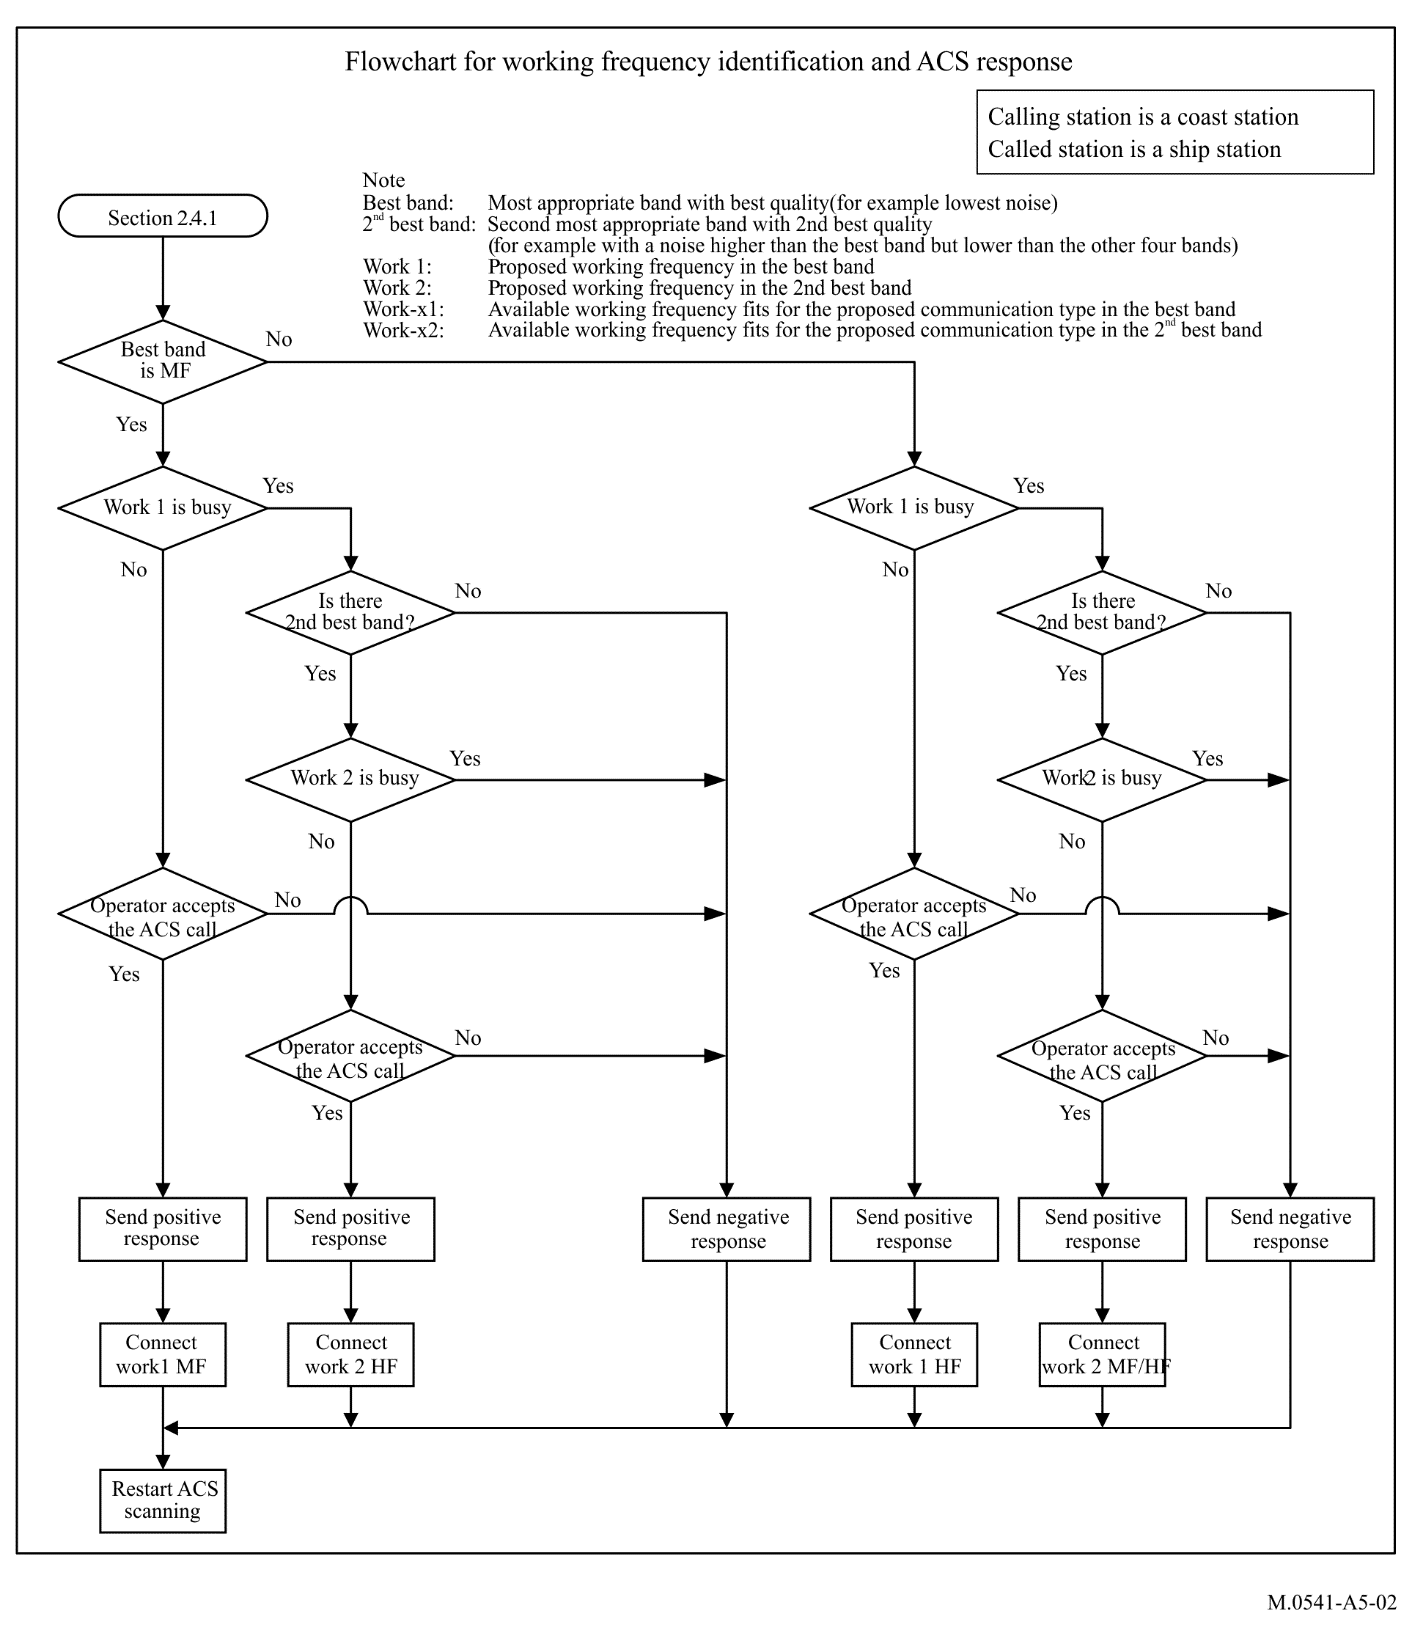 Flowchart for working frequency identification and ACS response
Calling station is a coast station
Called station is a ship station
Note
Best band: Most appropriate band with best quality(for example lowest noise)
2nd best band: Second most appropriate band with 2nd best quality
(for example with a noise higher than the best band but lower than the other four bands)
Work 1: Proposed working frequency in the best band
Work 2: Proposed working frequency in the 2nd best band
Work-x1: Available working frequency fits for the proposed communication type in the best band
Work-x2: Available working frequency fits for the proposed communication type in the 2nd best band
Section 2.4.1
Best band
is MF
No
Yes
Work 1 is busy
Yes
No
Is there
2nd best band?
No
Yes
Work 2 is busy
Yes
No
Operator accepts
the ACS call
No
Yes
Operator accepts
the ACS call
No
Yes
Work 1 is busy
Yes
No
Is there
2nd best band?
No
Yes
Work2 is busy
Yes
No
Operator accepts
the ACS call
No
Yes
Operator accepts
the ACS call
No
Yes
Send positive
response
Send positive
response
Send negative
response
Send positive
response
Send positive
response
Send negative
response
Connect
work1 MF
Connect
work 2 HF
Connect
work 1 HF
Connect
work 2 MF/HF
Restart ACS
scanning
M.0541-A5-02